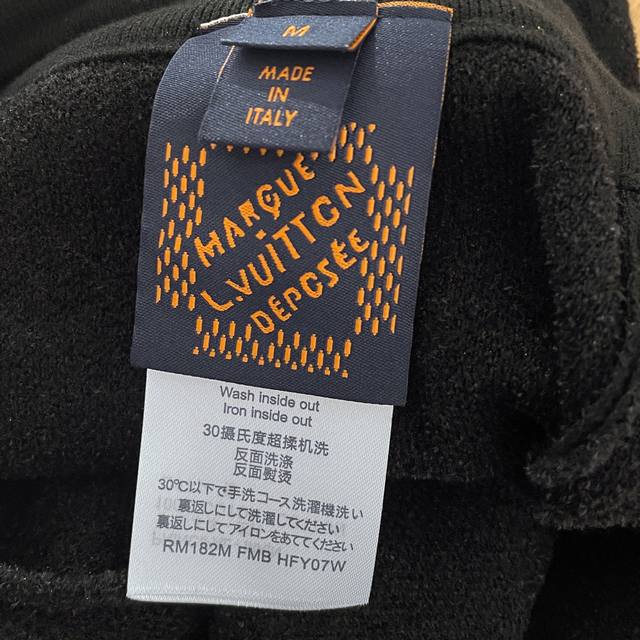 M
MADE
IN
ITALY
MARQUE
L.VUITTON
DÉPOSÉE
Wash inside out
Iron inside out
30摄氏度超揉机洗
反面洗涤
反面熨烫
30℃以下で手洗コース洗濯機洗い
裏返しにして洗濯してください
裏返しにしてアイロンをあててください
RM182M FMB HFY07W